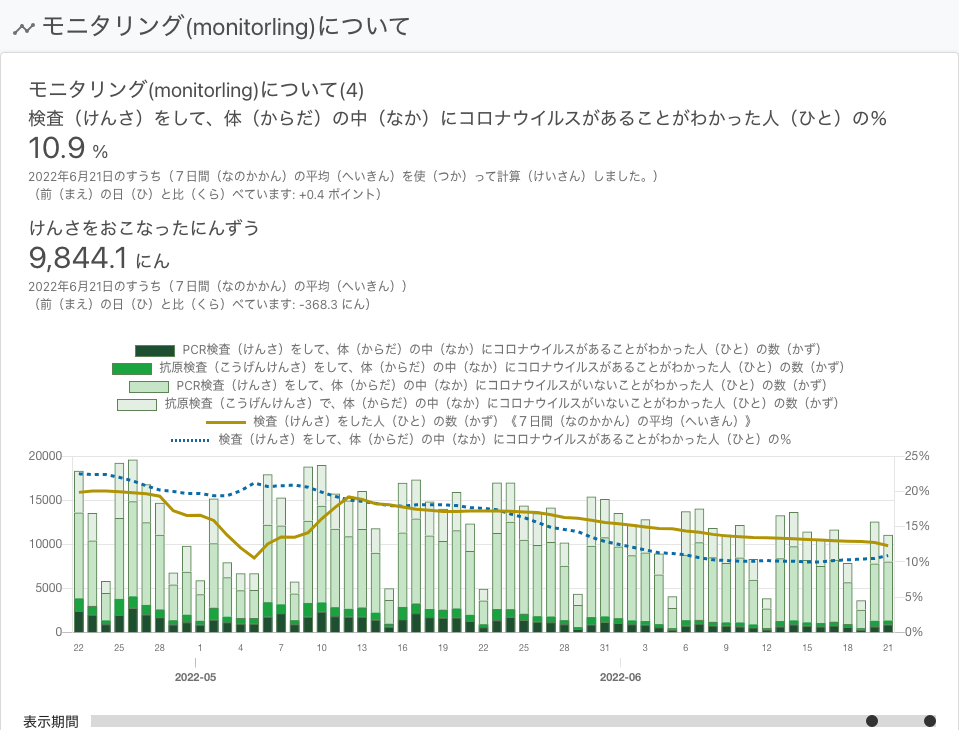 モニタリング(monitorling)について
モニタリング(monitorling)について(4)
検査（けんさ）をして、体（からだ）の中（なか）にコロナウイルスがあることがわかった人（ひと）の%
10.9 %
2022年6月21日のすうち（７日間（なのかかん）の平均（へいきん）を使（つか）って計算（けいさん）しました。）
（前（まえ）の日（ひ）と比（くら）べています: +0.4 ポイント）
けんさをおこなったにんずう
9,844.1 にん
2022年6月21日のすうち（７日間（なのかかん）の平均（へいきん））
（前（まえ）の日（ひ）と比（くら）べています: -368.3 にん）
PCR検査（けんさ）をして、体（からだ）の中（なか）にコロナウイルスがあることがわかった人（ひと）の数（かず）
抗原検査（こうげんけんさ）をして、体（からだ）の中（なか）にコロナウイルスがあることがわかった人（ひと）の数（かず）
PCR検査（けんさ）をして、体（からだ）の中（なか）にコロナウイルスがいないことがわかった人（ひと）の数（かず）
抗原検査（こうげんけんさ）で、体（からだ）の中（なか）にコロナウイルスがいないことがわかった人（ひと）の数（かず）
検査（けんさ）をした人（ひと）の数（かず）《７日間（なのかかん）の平均（へいきん）》
検査（けんさ）をして、体（からだ）の中（なか）にコロナウイルスがあることがわかった人（ひと）の%
20000 25%
20%
15000
15%
10000
10%
5000
5%
0 0%
22 25 28 1 4 7 10 13 16 19 22 25 28 31 3 6 9 12 15 18 21
2022-05 2022-06
表示期間